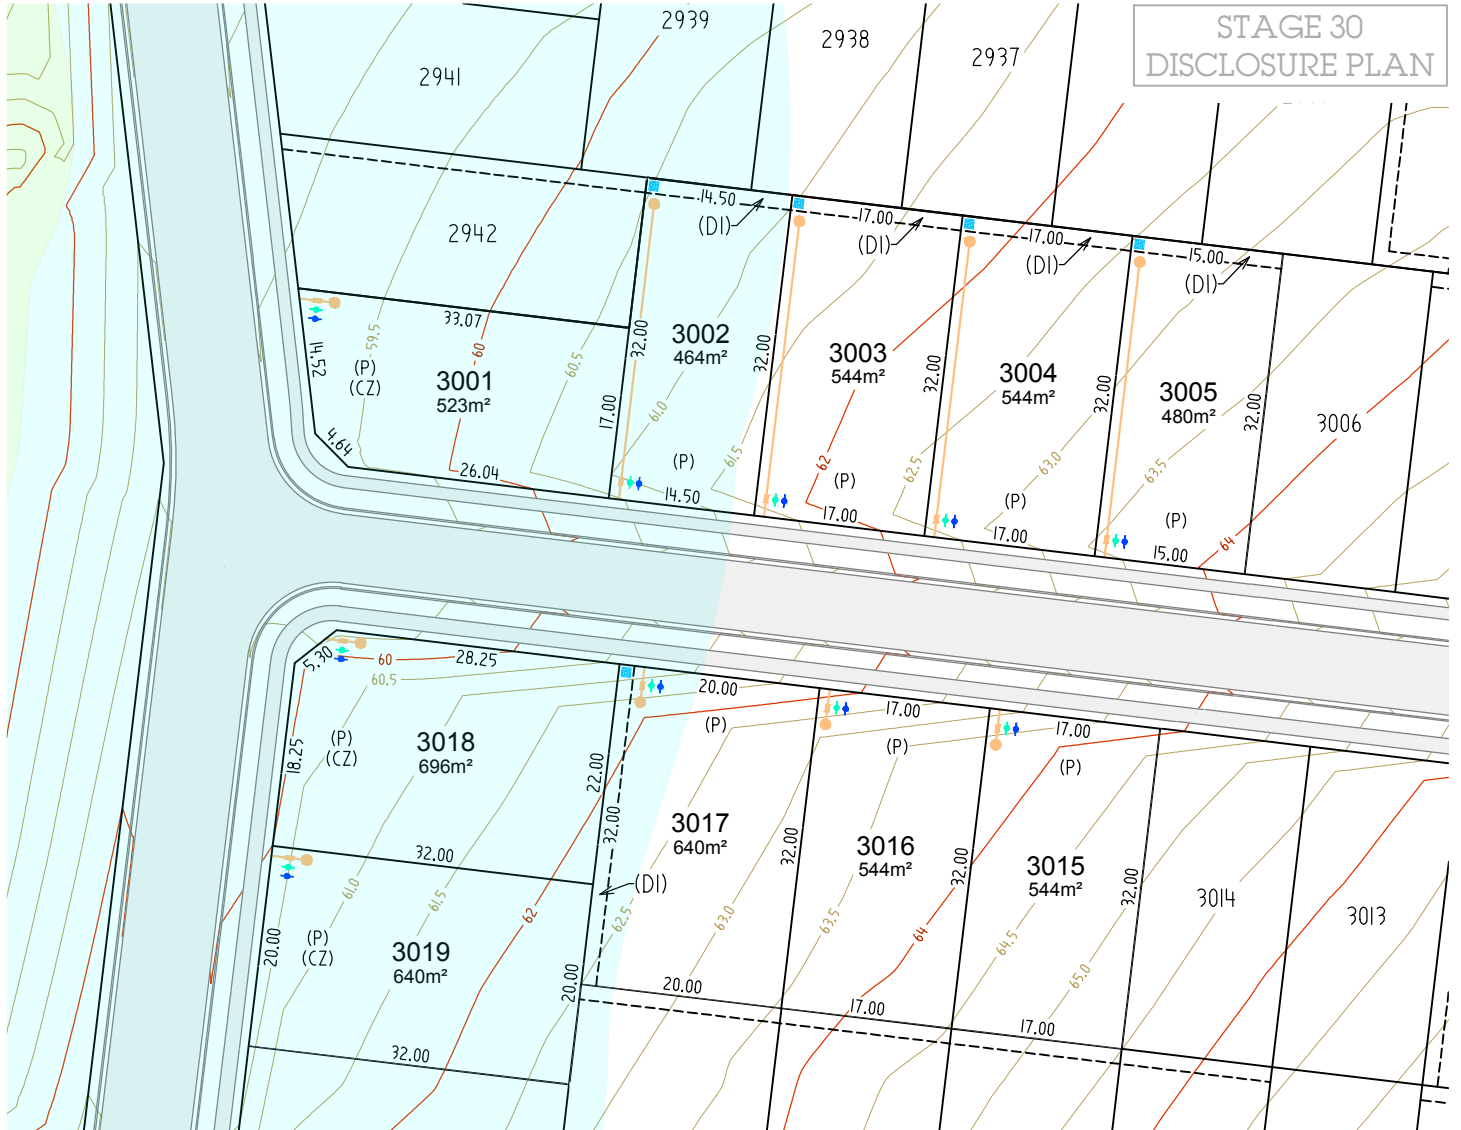 STAGE 30
DISCLOSURE PLAN
2939
2938
2937
2941
2942
14.50
(DI)
17.00
(DI)
17.00
(DI)
15.00
(DI)
33.07
14.52
59.5
60
60.5
(P)
(CZ)
3001
523m²
4.64
26.04
17.00
32.00
3002
464m²
61.0
61.5
(P)
14.50
32.00
3003
544m²
62
(P)
17.00
62.5
32.00
3004
544m²
63.0
(P)
17.00
32.00
3005
480m²
63.5
(P)
15.00
32.00
3006
64
5.30
60
28.25
60.5
18.25
(P)
(CZ)
3018
696m²
22.00
32.00
20.00
(P)
17.00
(P)
17.00
(P)
3017
640m²
32.00
3016
544m²
32.00
3015
544m²
32.00
3014
3013
32.00
61.0
61.5
62
(DI)
62.5
63.0
63.5
64
64.5
65.0
20.00
(P)
(CZ)
3019
640m²
20.00
20.00
17.00
17.00
32.00